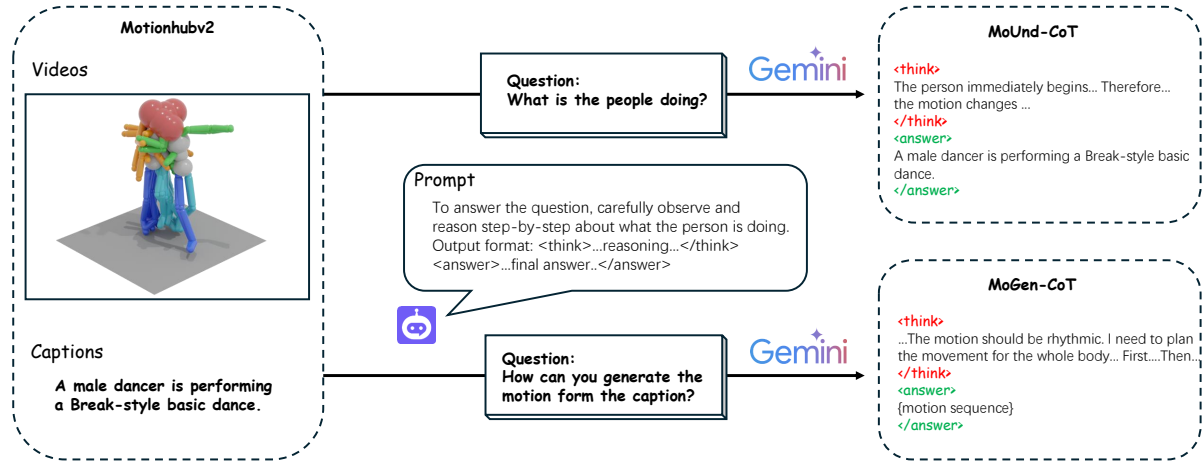 Motionhubv2
Videos
Captions
A male dancer is performing
a Break-style basic dance.
Question:
What is the people doing?
Gemini
Prompt
To answer the question, carefully observe and
reason step-by-step about what the person is doing.
Output format: <think>...reasoning...</think>
<answer>...final answer..</answer>
Question:
How can you generate the
motion form the caption?
Gemini
MoUnd-CoT
<think>
The person immediately begins... Therefore...
the motion changes ...
</think>
<answer>
A male dancer is performing a Break-style basic
dance.
</answer>
MoGen-CoT
<think>
...The motion should be rhythmic. I need to plan
the movement for the whole body... First....Then...
</think>
<answer>
{motion sequence}
</answer>